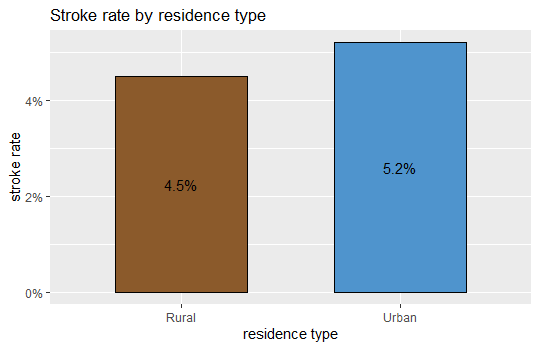 Stroke rate by residence type
4%
2%
0%
stroke rate
4.5%
5.2%
Rural
Urban
residence type